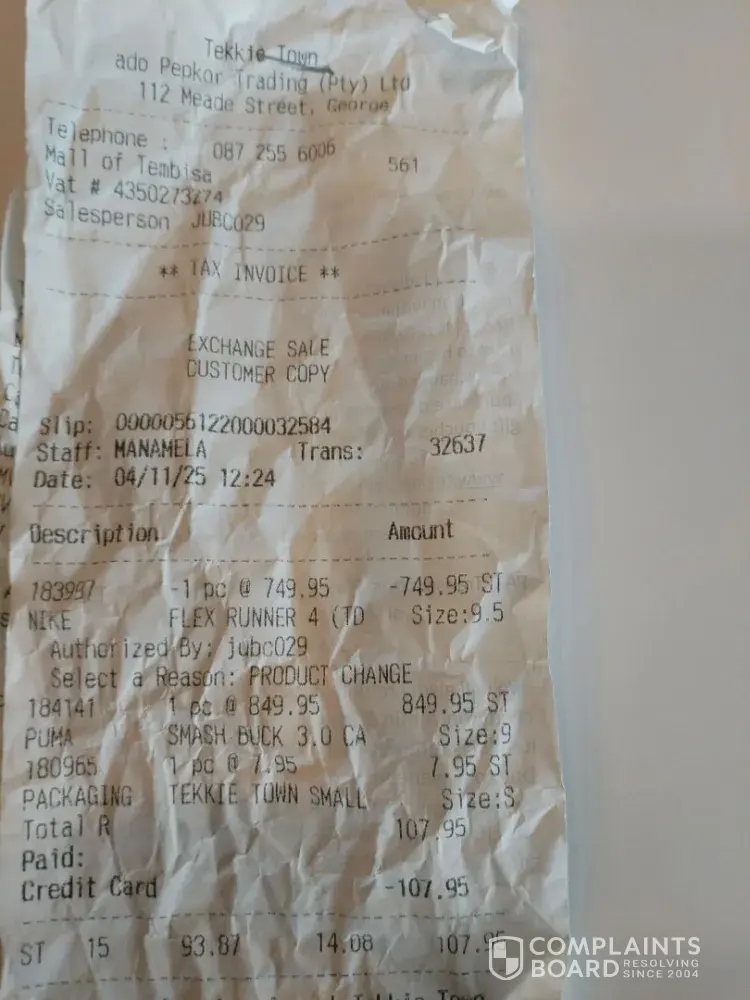 Tekkie Town
ado Pepkor Trading (Pty) Ltd
112 Meade Street, George
Telephone : 087 255 6006
Mall of Tembisa 561
Vat # 4350273274
Salesperson JUBC029
** TAX INVOICE **
EXCHANGE SALE
CUSTOMER COPY
Slip: 0000056122000032584
Staff: MANAMELA Trans: 32637
Date: 04/11/25 12:24
Description Amount
183997 -1 pc @ 749.95 -749.95 ST
NIKE FLEX RUNNER 4 (TD Size:9.5
Authorized By: jubc029
Select a Reason: PRODUCT CHANGE
184141 1 pc @ 849.95 849.95 ST
PUMA SMASH BUCK 3.0 CA Size:9
180965 1 pc @ 7.95 7.95 ST
PACKAGING TEKKIE TOWN SMALL Size:S
Total R 107.95
Paid:
Credit Card -107.95
ST 15 93.87 14.08 107.95
Tekkie Town
COMPLAINTS
BOARD RESOLVING SINCE 2004